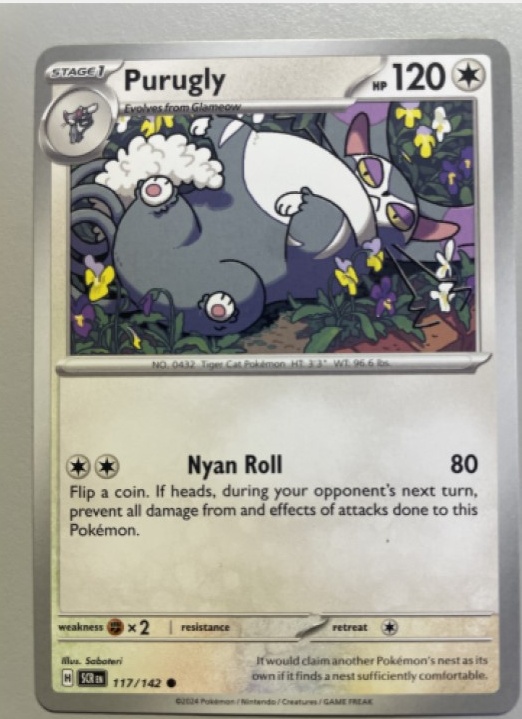 STAGE 1 Purugly HP 120
Evolves from Glameow
NO. 0432 Tiger Cat Pokémon HT: 3'3" WT: 96.6 lbs.
Nyan Roll 80
Flip a coin. If heads, during your opponent's next turn,
prevent all damage from and effects of attacks done to this
Pokémon.
weakness ×2 resistance retreat
Illus. Saboteri
It would claim another Pokémon's nest as its
own if it finds a nest sufficiently comfortable.
H SCR EN 117/142
©2024 Pokémon / Nintendo / Creatures / GAME FREAK